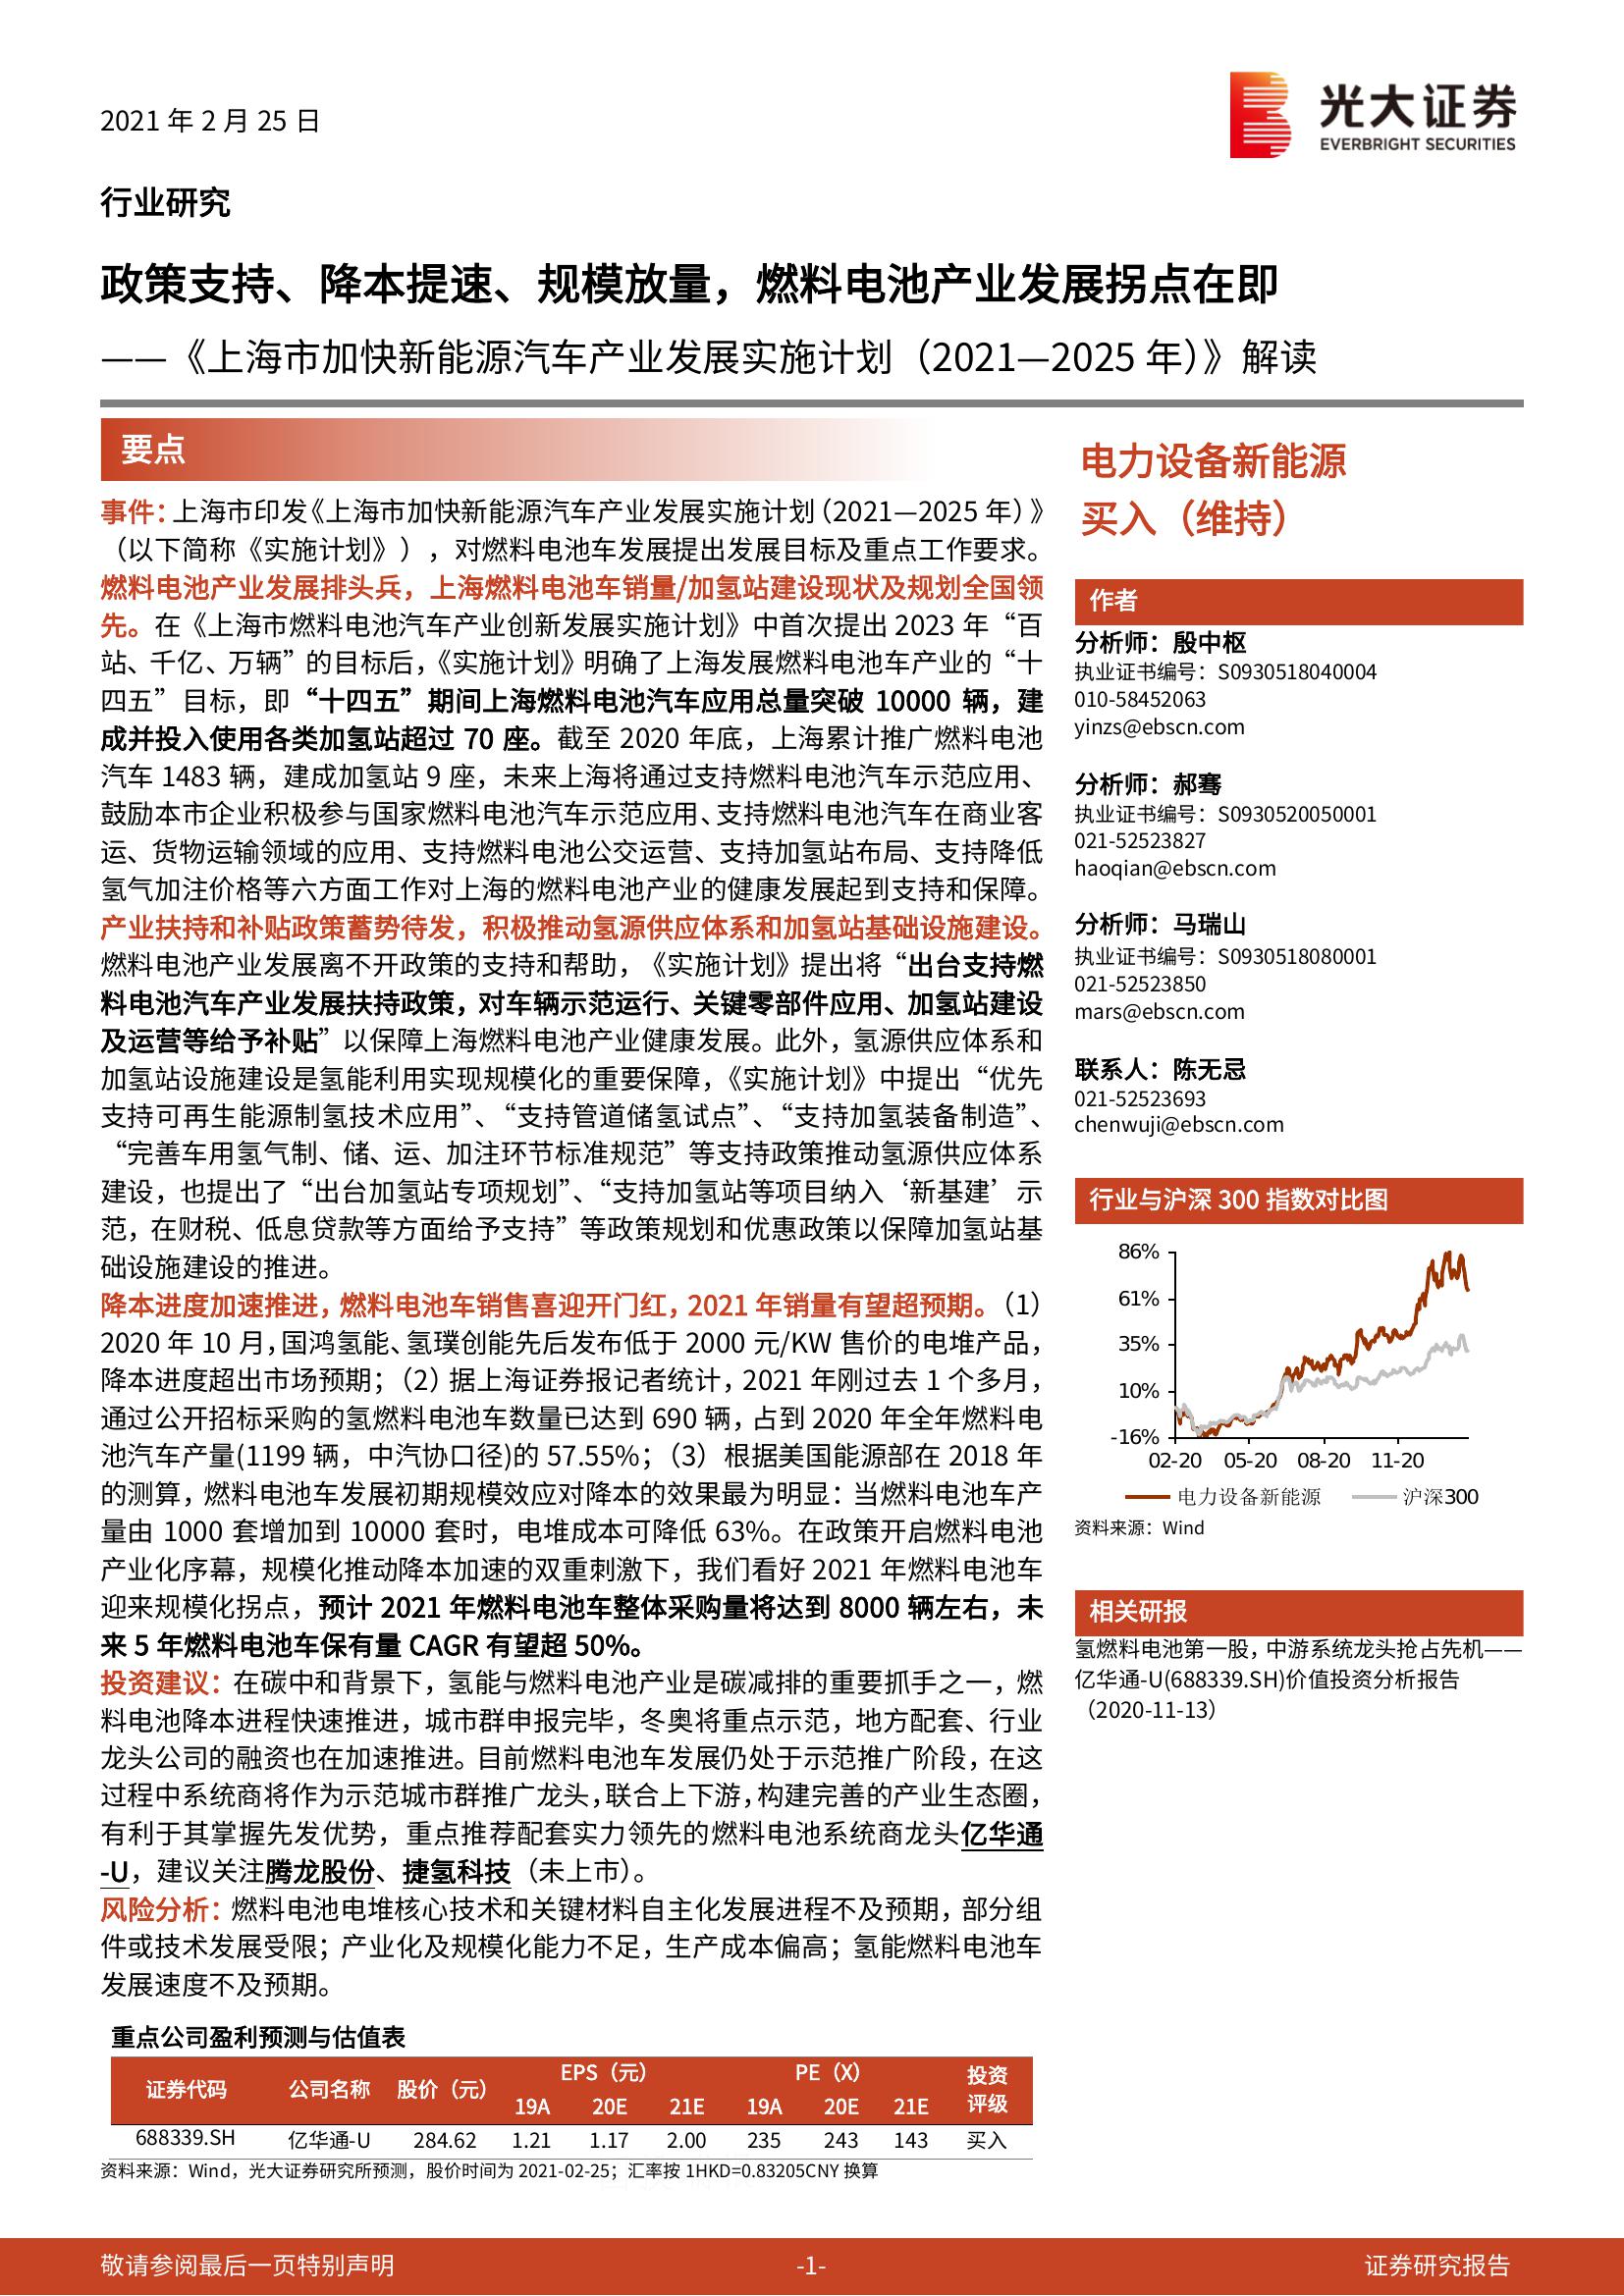 2021 年 2 月 25 日
光大证券
EVERBRIGHT SECURITIES
行业研究
政策支持、降本提速、规模放量，燃料电池产业发展拐点在即
——《上海市加快新能源汽车产业发展实施计划（2021—2025 年）》解读
要点
事件：上海市印发《上海市加快新能源汽车产业发展实施计划（2021—2025 年）》
（以下简称《实施计划》），对燃料电池车发展提出发展目标及重点工作要求。
燃料电池产业发展排头兵，上海燃料电池车销量/加氢站建设现状及规划全国领
先。在《上海市燃料电池汽车产业创新发展实施计划》中首次提出 2023 年“百
站、千亿、万辆”的目标后，《实施计划》明确了上海发展燃料电池车产业的“十
四五”目标，即“十四五”期间上海燃料电池汽车应用总量突破 10000 辆，建
成并投入使用各类加氢站超过 70 座。截至 2020 年底，上海累计推广燃料电池
汽车 1483 辆，建成加氢站 9 座，未来上海将通过支持燃料电池汽车示范应用、
鼓励本市企业积极参与国家燃料电池汽车示范应用、支持燃料电池汽车在商业客
运、货物运输领域的应用、支持燃料电池公交运营、支持加氢站布局、支持降低
氢气加注价格等六方面工作对上海的燃料电池产业的健康发展起到支持和保障。
产业扶持和补贴政策蓄势待发，积极推动氢源供应体系和加氢站基础设施建设。
燃料电池产业发展离不开政策的支持和帮助，《实施计划》提出将“出台支持燃
料电池汽车产业发展扶持政策，对车辆示范运行、关键零部件应用、加氢站建设
及运营等给予补贴”以保障上海燃料电池产业健康发展。此外，氢源供应体系和
加氢站设施建设是氢能利用实现规模化的重要保障，《实施计划》中提出“优先
支持可再生能源制氢技术应用”、“支持管道储氢试点”、“支持加氢装备制造”、
“完善车用氢气制、储、运、加注环节标准规范”等支持政策推动氢源供应体系
建设，也提出了“出台加氢站专项规划”、“支持加氢站等项目纳入‘新基建’示
范，在财税、低息贷款等方面给予支持”等政策规划和优惠政策以保障加氢站基
础设施建设的推进。
降本进度加速推进，燃料电池车销售喜迎开门红，2021 年销量有望超预期。（1）
2020 年 10 月，国鸿氢能、氢璞创能先后发布低于 2000 元/KW 售价的电堆产品，
降本进度超出市场预期；（2）据上海证券报记者统计，2021 年刚过去 1 个多月，
通过公开招标采购的氢燃料电池车数量已达到 690 辆，占到 2020 年全年燃料电
池汽车产量(1199 辆，中汽协口径)的 57.55%；（3）根据美国能源部在 2018 年
的测算，燃料电池车发展初期规模效应对降本的效果最为明显：当燃料电池车产
量由 1000 套增加到 10000 套时，电堆成本可降低 63%。在政策开启燃料电池
产业化序幕，规模化推动降本加速的双重刺激下，我们看好 2021 年燃料电池车
迎来规模化拐点，预计 2021 年燃料电池车整体采购量将达到 8000 辆左右，未
来 5 年燃料电池车保有量 CAGR 有望超 50%。
投资建议：在碳中和背景下，氢能与燃料电池产业是碳减排的重要抓手之一，燃
料电池降本进程快速推进，城市群申报完毕，冬奥将重点示范，地方配套、行业
龙头公司的融资也在加速推进。目前燃料电池车发展仍处于示范推广阶段，在这
过程中系统商将作为示范城市群推广龙头，联合上下游，构建完善的产业生态圈，
有利于其掌握先发优势，重点推荐配套实力领先的燃料电池系统商龙头亿华通
-U，建议关注腾龙股份、捷氢科技（未上市）。
风险分析：燃料电池电堆核心技术和关键材料自主化发展进程不及预期，部分组
件或技术发展受限；产业化及规模化能力不足，生产成本偏高；氢能燃料电池车
发展速度不及预期。
重点公司盈利预测与估值表
证券代码 公司名称 股价（元） EPS（元） PE（X） 投资评级
19A 20E 21E 19A 20E 21E
688339.SH 亿华通-U 284.62 1.21 1.17 2.00 235 243 143 买入
资料来源：Wind，光大证券研究所预测，股价时间为 2021-02-25；汇率按 1HKD=0.83205CNY 换算
电力设备新能源
买入（维持）
作者
分析师：殷中枢
执业证书编号：S0930518040004
010-58452063
yinzs@ebscn.com
分析师：郝骞
执业证书编号：S0930520050001
021-52523827
haoqian@ebscn.com
分析师：马瑞山
执业证书编号：S0930518080001
021-52523850
mars@ebscn.com
联系人：陈无忌
021-52523693
chenwuji@ebscn.com
行业与沪深 300 指数对比图
86%
61%
35%
10%
-16%
02-20 05-20 08-20 11-20
电力设备新能源 沪深300
资料来源：Wind
相关研报
氢燃料电池第一股，中游系统龙头抢占先机——
亿华通-U(688339.SH)价值投资分析报告
（2020-11-13）
敬请参阅最后一页特别声明 -1- 证券研究报告